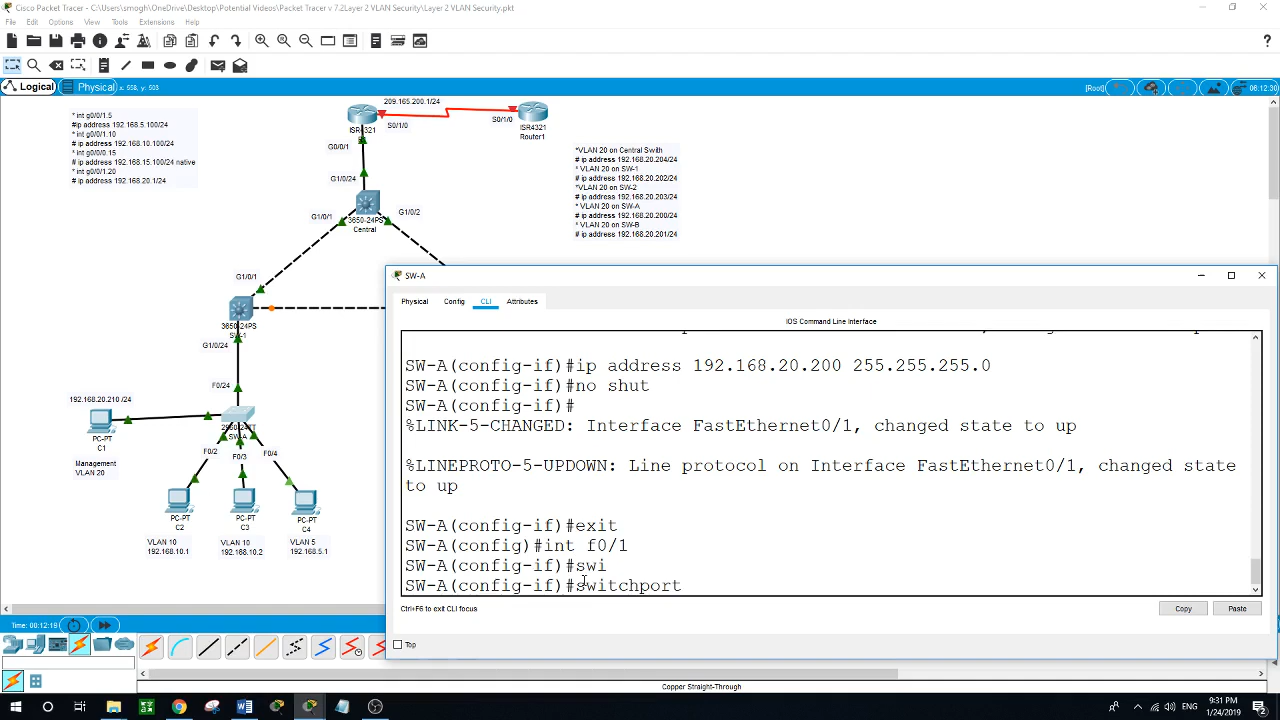 Cisco Packet Tracer - C:\Users\smogh\OneDrive\Desktop\Potential Videos\Packet Tracer v 7.2Layer 2 VLAN Security\Layer 2 VLAN Security.pkt
File Edit Options View Tools Extensions Help
Logical Physical x: 558, y: 503 [Root] 06:12:30
* int g0/0/1.5
#ip address 192.168.5.100/24
* int g0/0/1.10
# ip address 192.168.10.100/24
* int g0/0/0.15
# ip address 192.168.15.100/24 native
* int g0/0/1.20
# ip address 192.168.20.1/24
209.165.200.1/24
ISR4321
S0/1/0
S0/1/0
ISR4321
Router1
G0/0/1
G1/0/24
3650-24PS
Central
G1/0/1
G1/0/2
*VLAN 20 on Central Swith
# ip address 192.168.20.204/24
* VLAN 20 on SW-1
# ip address 192.168.20.202/24
*VLAN 20 on SW-2
# ip address 192.168.20.203/24
* VLAN 20 on SW-A
# ip address 192.168.20.200/24
* VLAN 20 on SW-B
# ip address 192.168.20.201/24
G1/0/1
3650-24PS
SW-1
G1/0/24
F0/24
192.168.20.210 /24
PC-PT
C1
Management
VLAN 20
2960-24TT
SW-A
F0/2
F0/3
F0/4
PC-PT
C2
PC-PT
C3
PC-PT
C4
VLAN 10
192.168.10.1
VLAN 10
192.168.10.2
VLAN 5
192.168.5.1
SW-A
Physical Config CLI Attributes
IOS Command Line Interface
SW-A(config-if)#ip address 192.168.20.200 255.255.255.0
SW-A(config-if)#no shut
SW-A(config-if)#
%LINK-5-CHANGED: Interface FastEthernet0/1, changed state to up
%LINEPROTO-5-UPDOWN: Line protocol on Interface FastEthernet0/1, changed state
to up
SW-A(config-if)#exit
SW-A(config)#int f0/1
SW-A(config-if)#swi
SW-A(config-if)#switchport
Ctrl+F6 to exit CLI focus
Copy Paste
Top
Time: 00:12:19
Copper Straight-Through
ENG
9:31 PM
1/24/2019